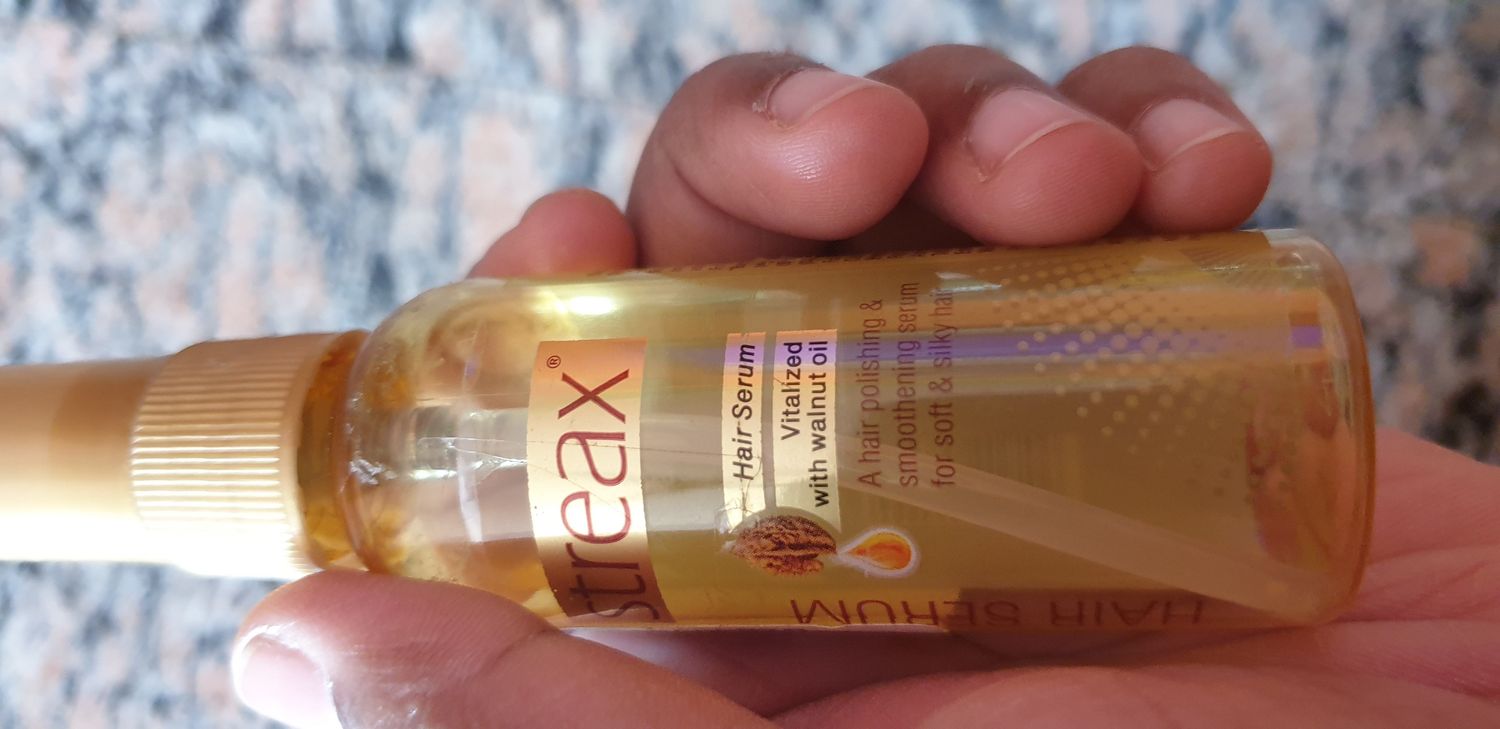 streax®
Hair Serum
Vitalized
with walnut oil
A hair polishing &
smoothening serum
for soft & silky hair
HAIR SERUM